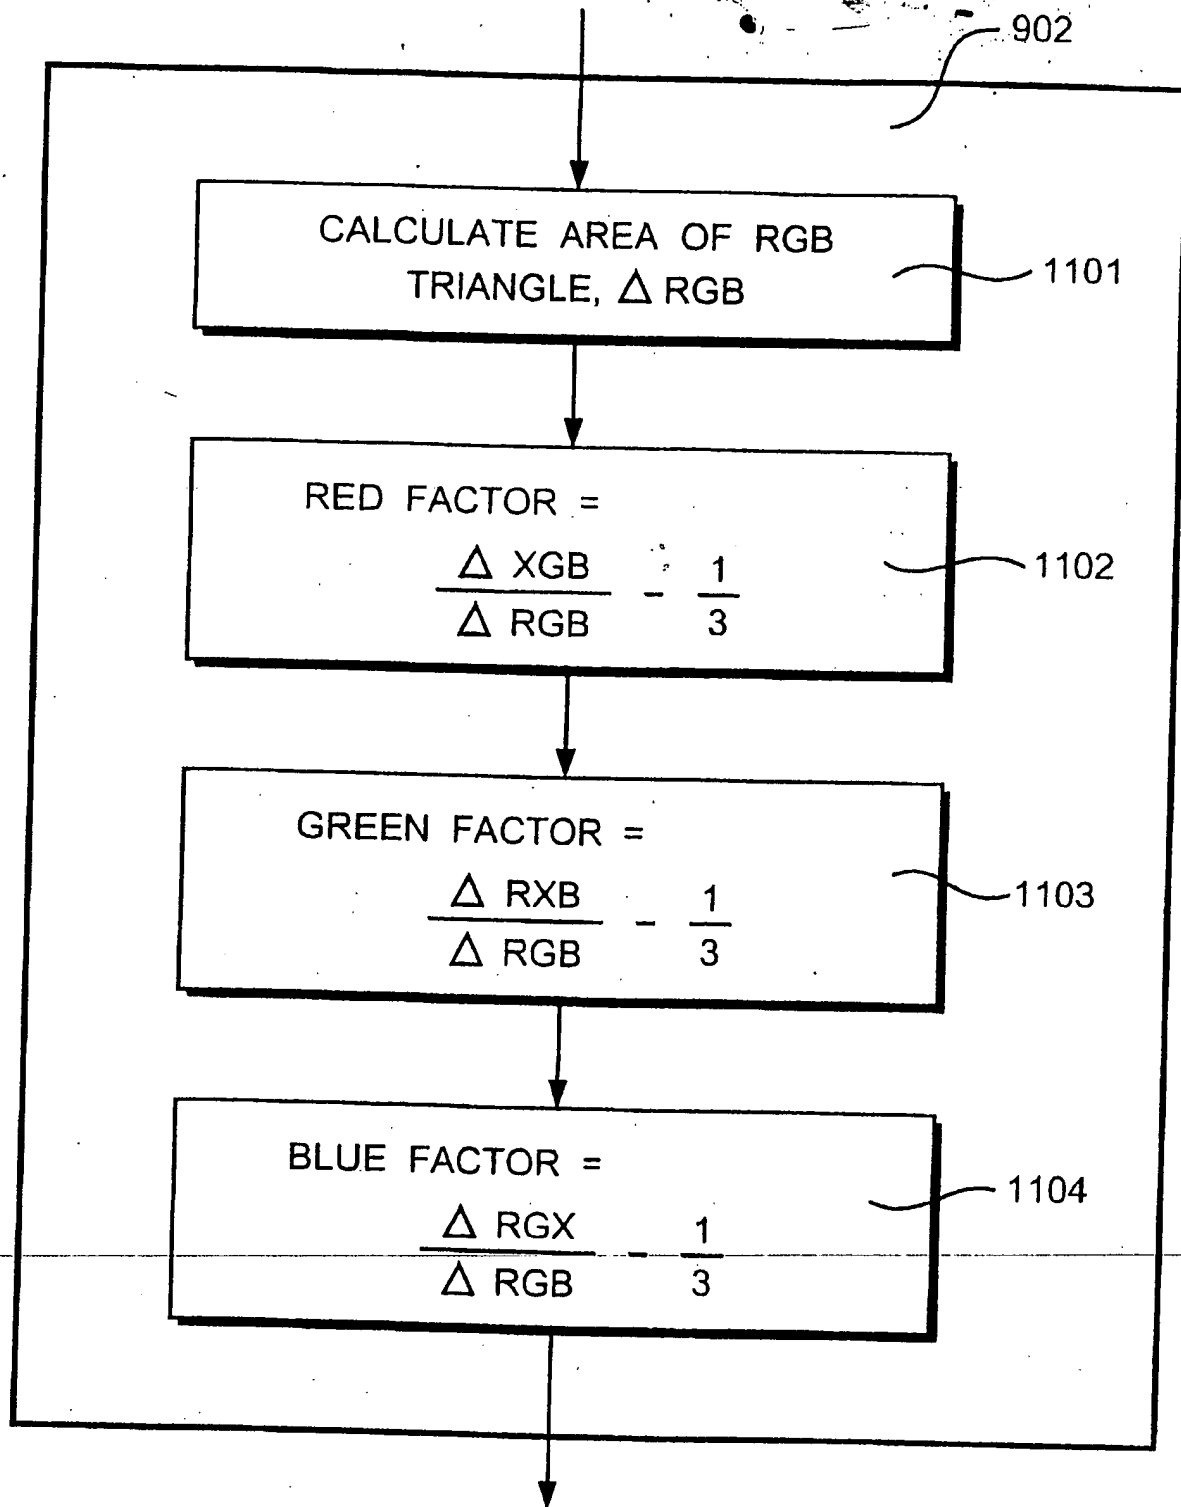 902
CALCULATE AREA OF RGB
TRIANGLE, Δ RGB
1101
RED FACTOR =
Δ XGB
Δ RGB
- 1
3
1102
GREEN FACTOR =
Δ RXB
Δ RGB
- 1
3
1103
BLUE FACTOR =
Δ RGX
Δ RGB
- 1
3
1104